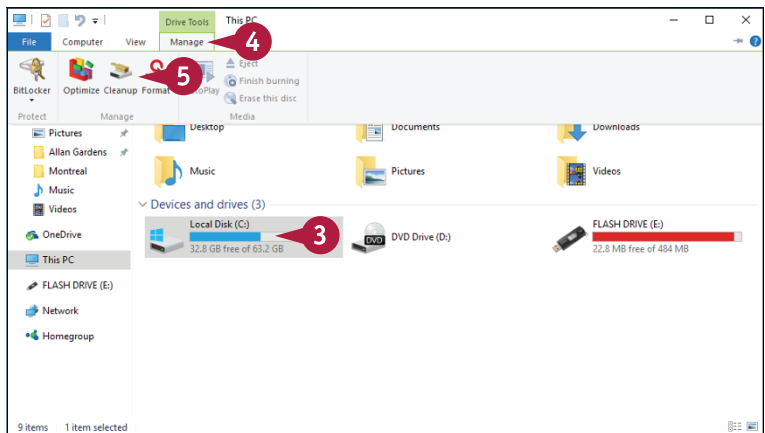 Drive Tools This PC
File Computer View Manage 4
BitLocker Optimize Cleanup 5 Format Play
Eject
Finish burning
Erase this disc
Protect Manage Media
Pictures
Allan Gardens
Montreal
Music
Videos
OneDrive
This PC
FLASH DRIVE (E:)
Network
Homegroup
Desktop Documents Downloads
Music Pictures Videos
Devices and drives (3)
Local Disk (C:)
32.8 GB free of 63.2 GB
3
DVD
DVD Drive (D:)
FLASH DRIVE (E:)
22.8 MB free of 484 MB
9 items 1 item selected